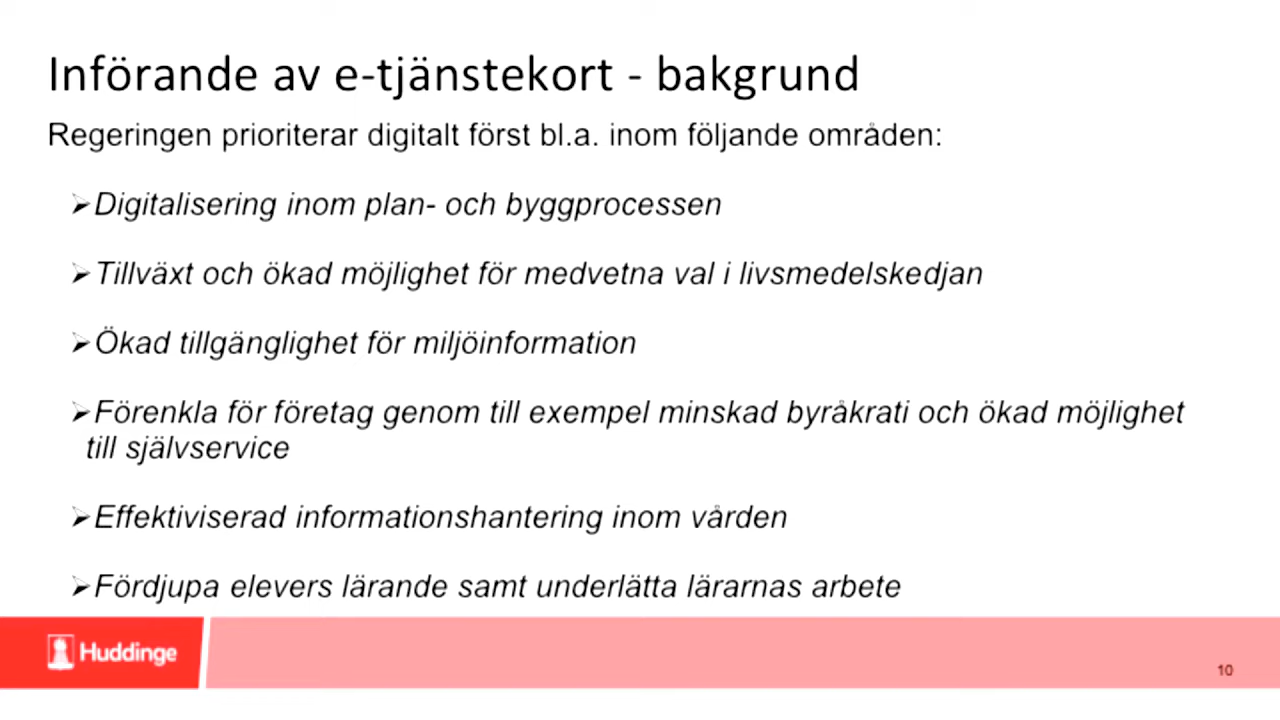 Införande av e-tjänstekort - bakgrund
Regeringen prioriterar digitalt först bl.a. inom följande områden:
➢Digitalisering inom plan- och byggprocessen
➢Tillväxt och ökad möjlighet för medvetna val i livsmedelskedjan
➢Ökad tillgänglighet för miljöinformation
➢Förenkla för företag genom till exempel minskad byråkrati och ökad möjlighet
till självservice
➢Effektiviserad informationshantering inom vården
➢Fördjupa elevers lärande samt underlätta lärarnas arbete
Huddinge
10